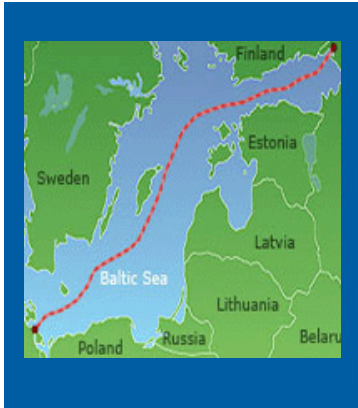 Finland
Estonia
Sweden
Latvia
Baltic Sea
Lithuania
Russia
Belaru
Poland